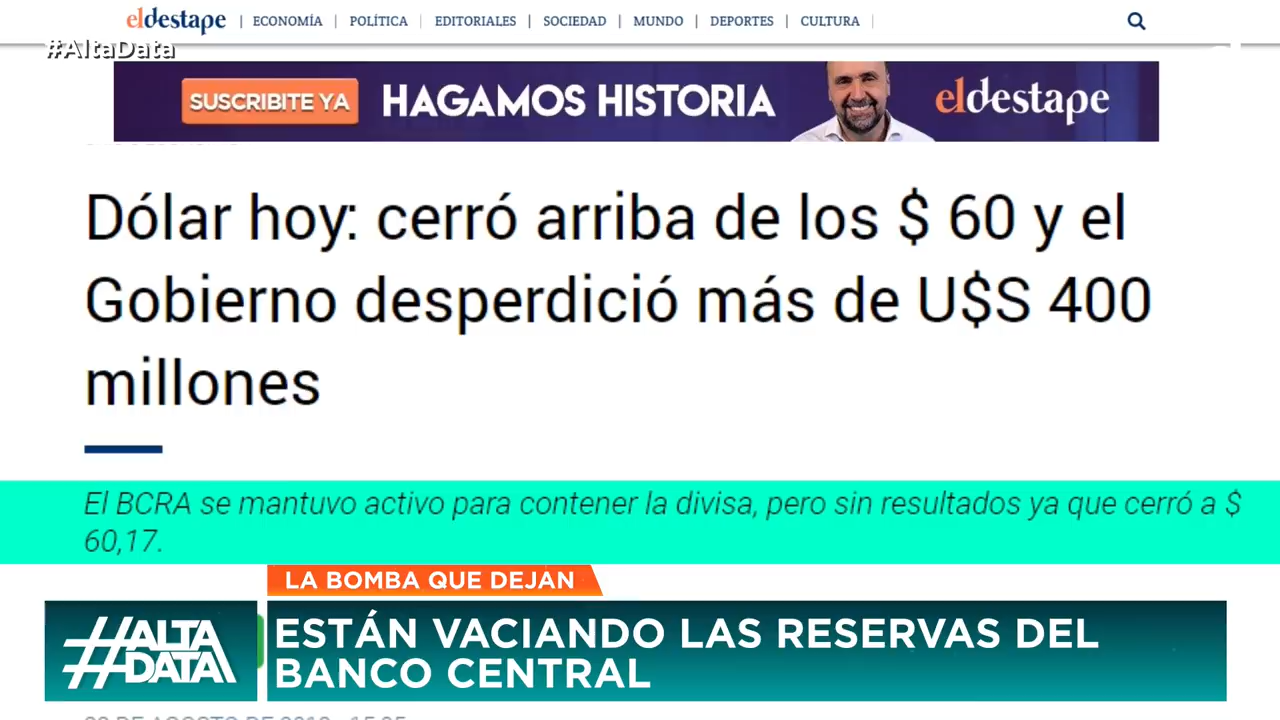 eldestape | ECONOMÍA | POLÍTICA | EDITORIALES | SOCIEDAD | MUNDO | DEPORTES | CULTURA |
#AltaData
SUSCRIBITE YA HAGAMOS HISTORIA eldestape
Dólar hoy: cerró arriba de los $ 60 y el
Gobierno desperdició más de U$S 400
millones
El BCRA se mantuvo activo para contener la divisa, pero sin resultados ya que cerró a $
60,17.
LA BOMBA QUE DEJAN
#ALTA
DATA
ESTÁN VACIANDO LAS RESERVAS DEL
BANCO CENTRAL